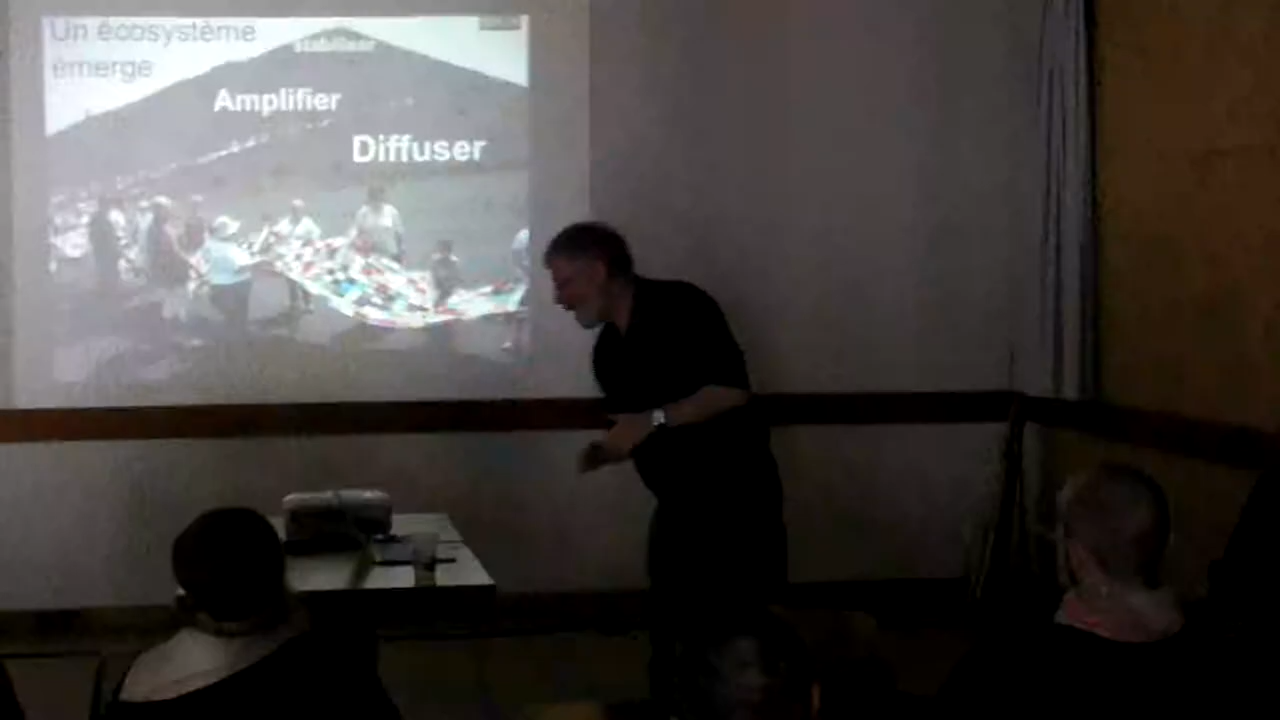 Un écosystème
émerge
stabiliser
Amplifier
Diffuser